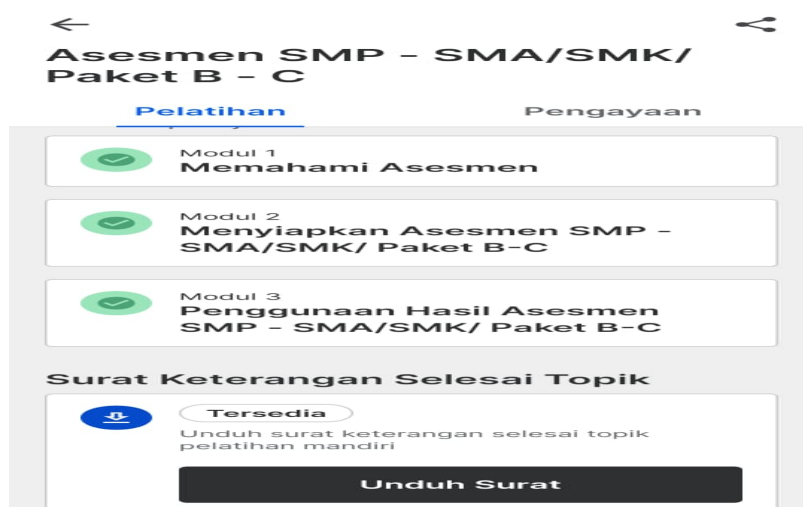 Asesmen SMP - SMA/SMK/
Paket B - C
Pelatihan
Pengayaan
Modul 1
Memahami Asesmen
Modul 2
Menyiapkan Asesmen SMP -
SMA/SMK/ Paket B-C
Modul 3
Penggunaan Hasil Asesmen
SMP - SMA/SMK/ Paket B-C
Surat Keterangan Selesai Topik
Tersedia
Unduh surat keterangan selesai topik
pelatihan mandiri
Unduh Surat